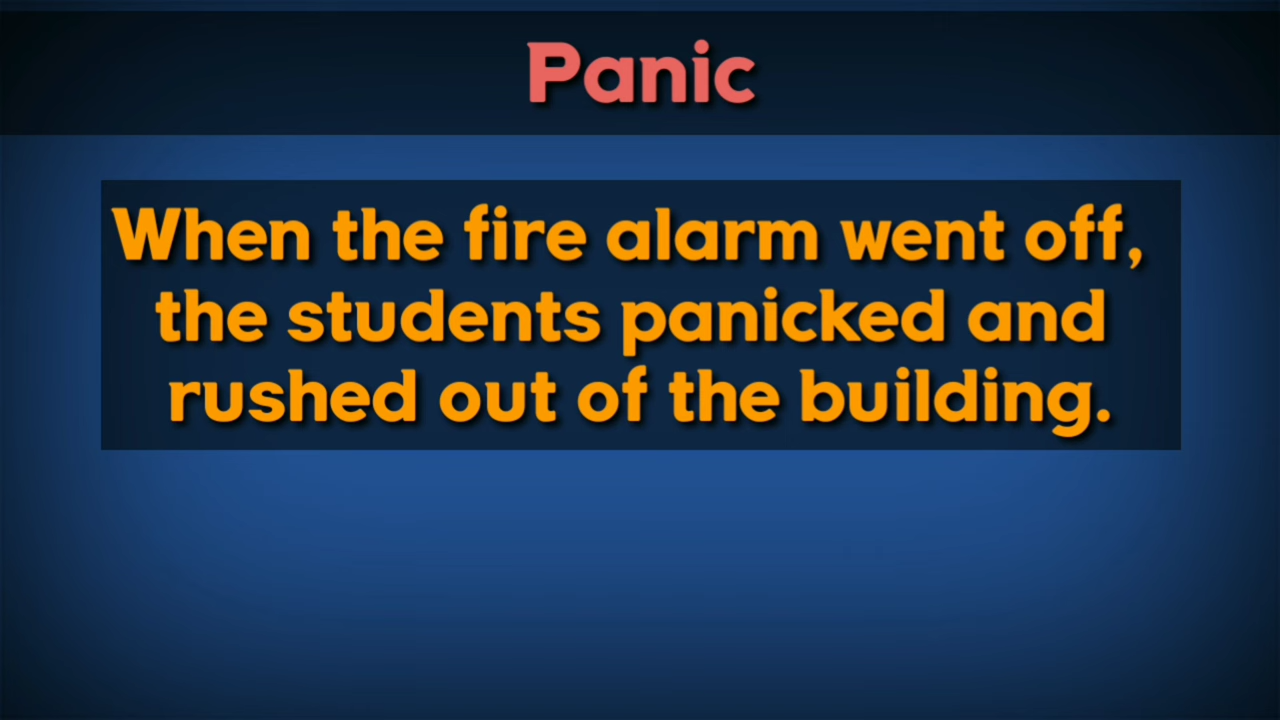 Panic
When the fire alarm went off,
the students panicked and
rushed out of the building.